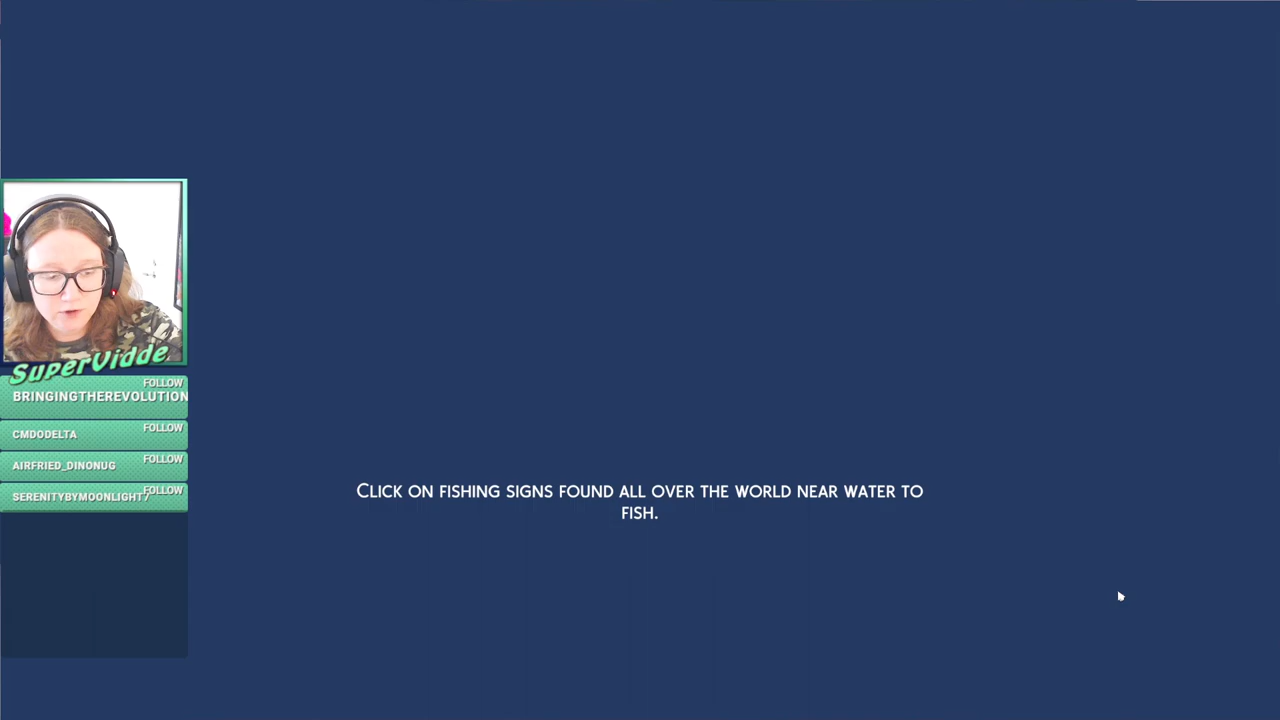 SuperVidde
FOLLOW
BRINGINGTHEREVOLUTION
FOLLOW
CMDODELTA
FOLLOW
AIRFRIED_DINONUG
FOLLOW
SERENITYBYMOONLIGHT7
CLICK ON FISHING SIGNS FOUND ALL OVER THE WORLD NEAR WATER TO
FISH.